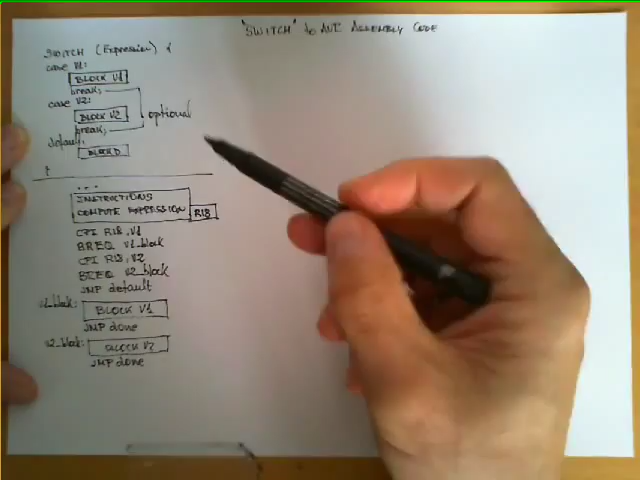 "SWITCH" to AVR ASSEMBLY CODE
SWITCH (Expression) {
case V1:
BLOCK V1
break;
case V2:
optional
BLOCK V2
break;
default:
BLOCK D
}
...
INSTRUCTIONS
COMPUTE EXPRESSION
R18
CPI R18, V1
BREQ v1_block
CPI R18, V2
BREQ v2_block
JMP default
v1_block: BLOCK V1
JMP done
v2_block: BLOCK V2
JMP done